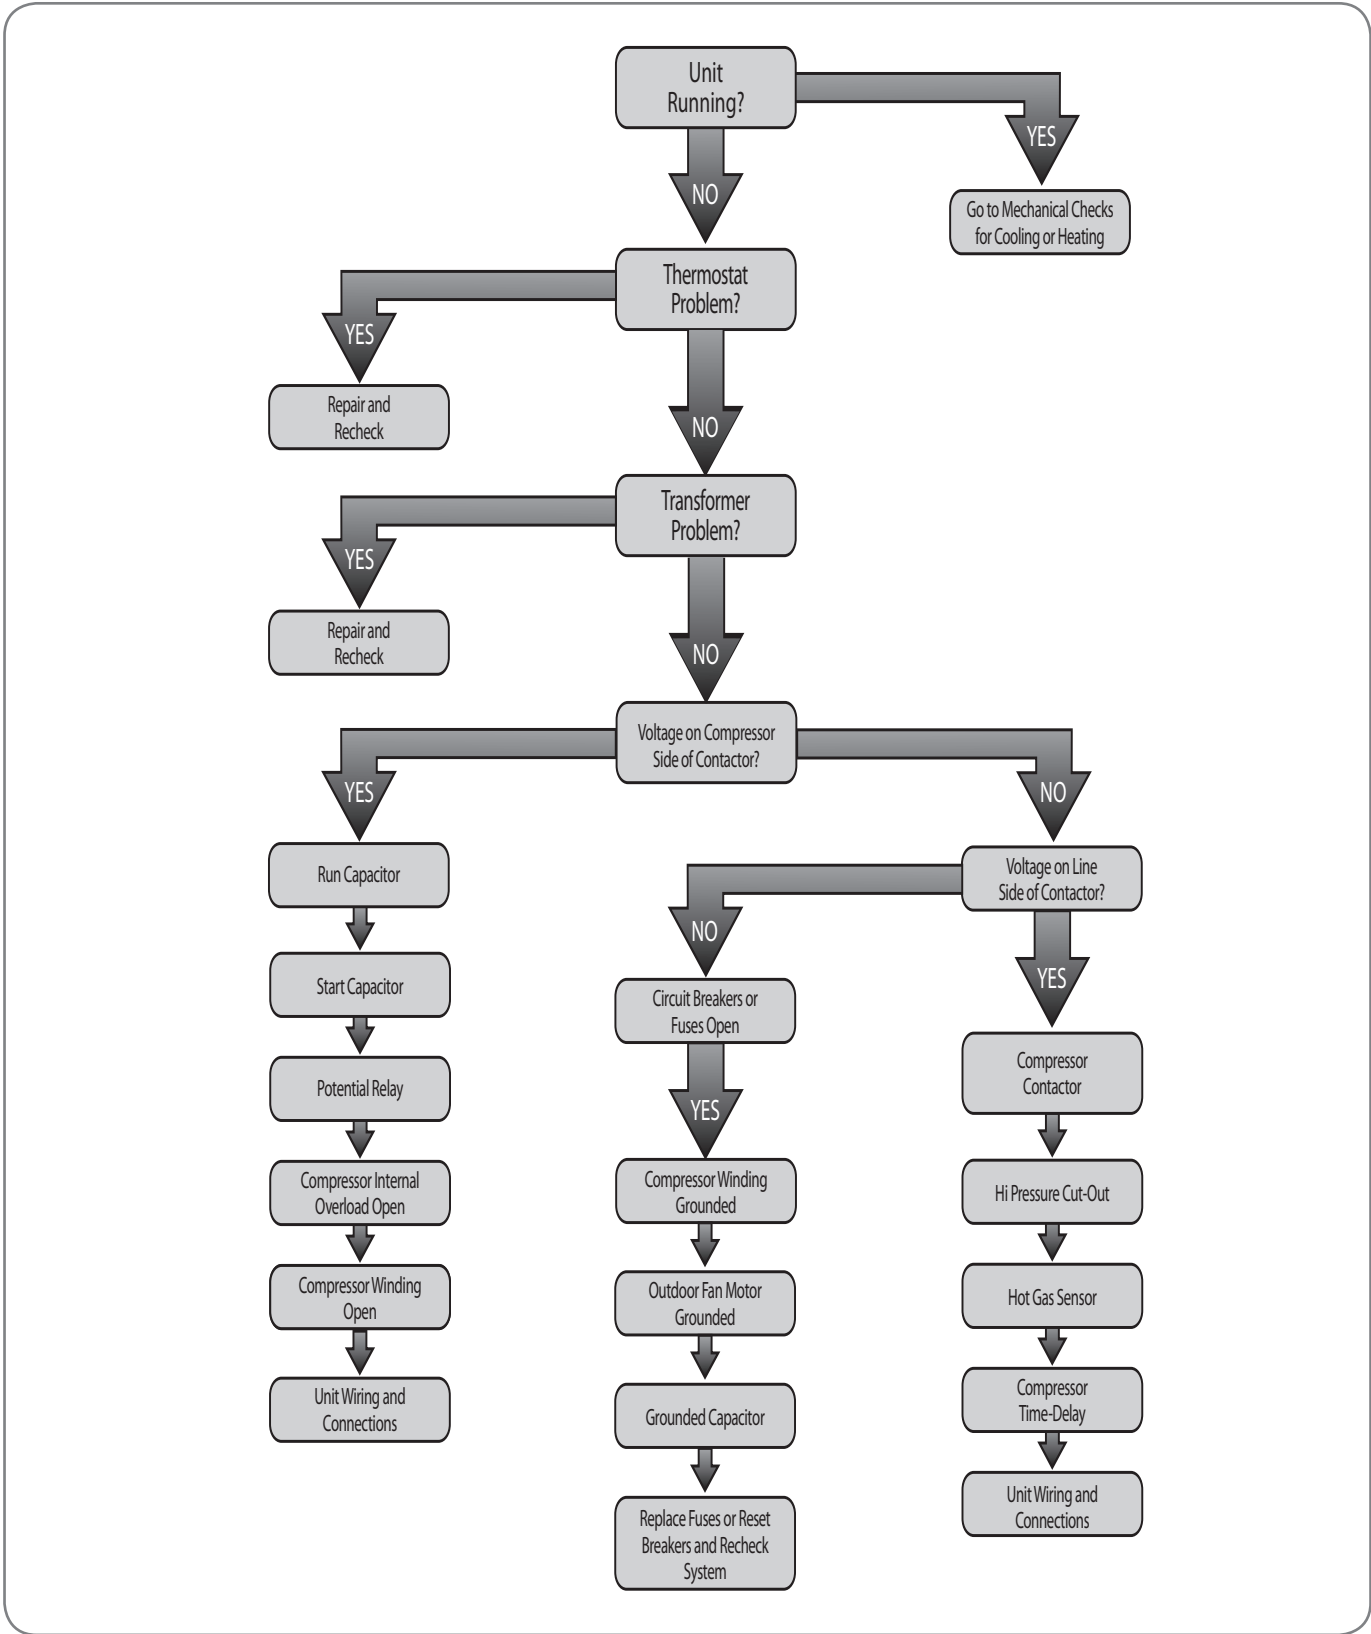 Unit
Running?
YES
NO
Go to Mechanical Checks
for Cooling or Heating
Thermostat
Problem?
YES
Repair and
Recheck
NO
Transformer
Problem?
YES
Repair and
Recheck
NO
Voltage on Compressor
Side of Contactor?
YES
NO
Run Capacitor
Start Capacitor
Potential Relay
Compressor Internal
Overload Open
Compressor Winding
Open
Unit Wiring and
Connections
Voltage on Line
Side of Contactor?
NO
Circuit Breakers or
Fuses Open
YES
Compressor Winding
Grounded
Outdoor Fan Motor
Grounded
Grounded Capacitor
Replace Fuses or Reset
Breakers and Recheck
System
YES
Compressor
Contactor
Hi Pressure Cut-Out
Hot Gas Sensor
Compressor
Time-Delay
Unit Wiring and
Connections